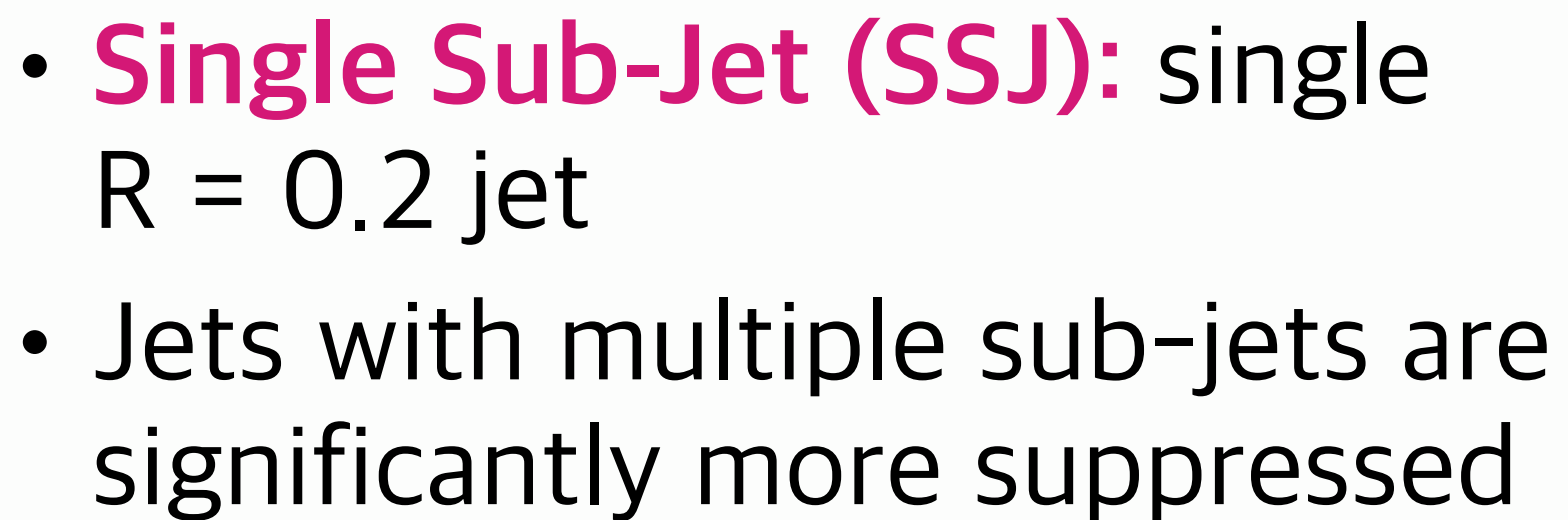 • Single Sub-Jet (SSJ): single
R = 0.2 jet
• Jets with multiple sub-jets are
significantly more suppressed